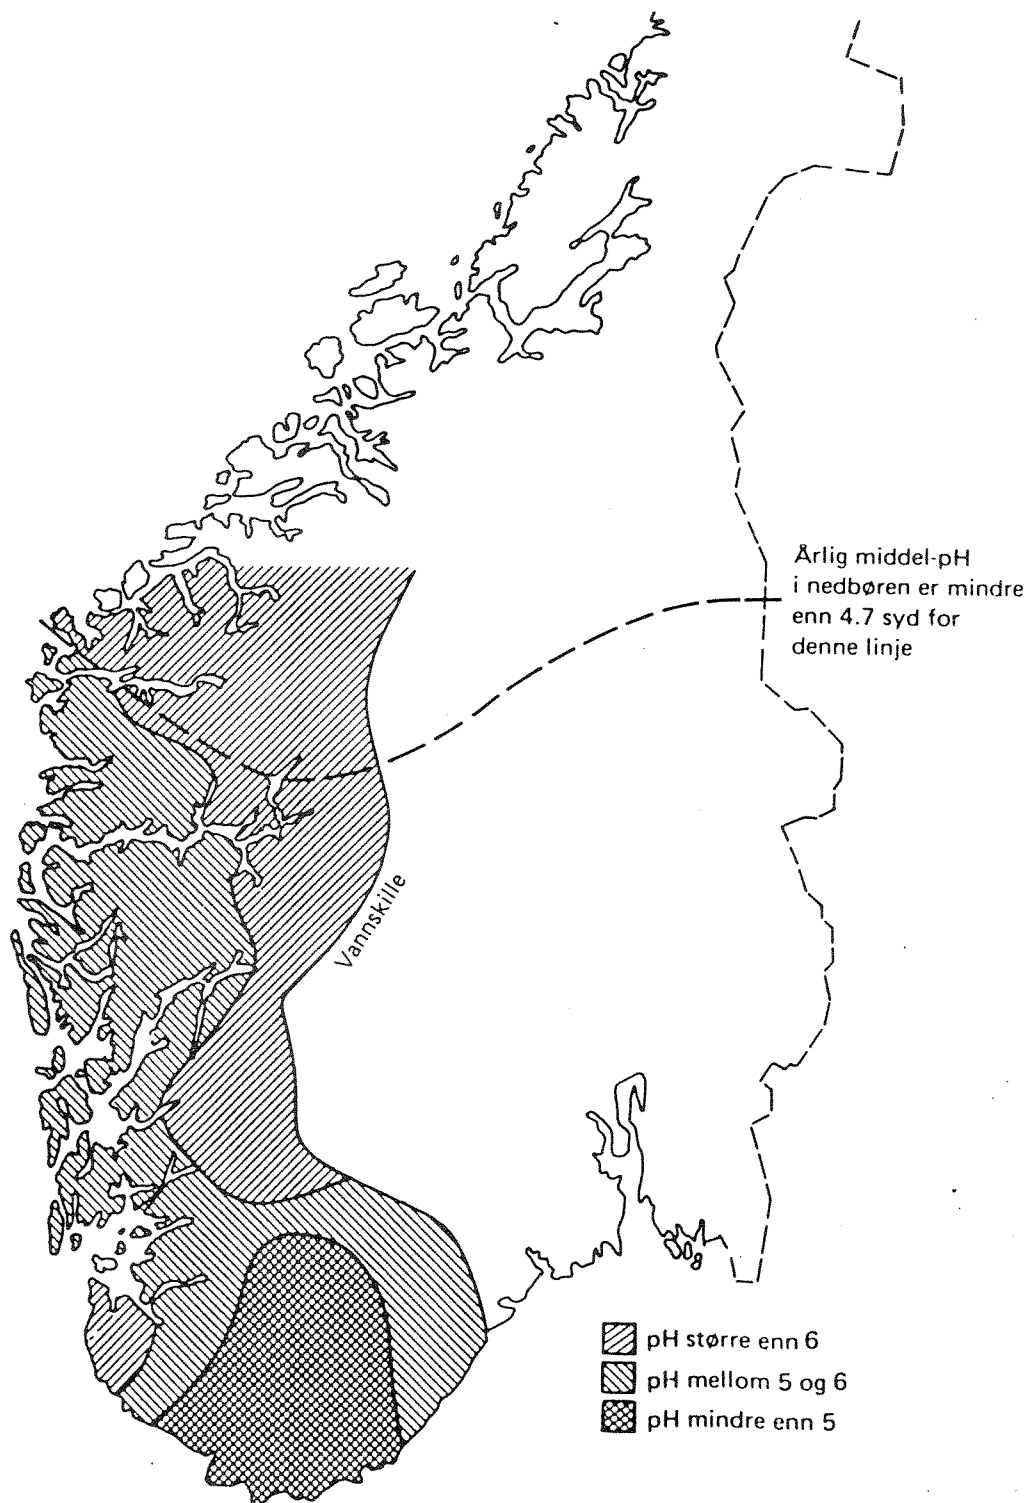 Årlig middel-pH
i nedbøren er mindre
enn 4.7 syd for
denne linje
Vannskille
pH større enn 6
pH mellom 5 og 6
pH mindre enn 5